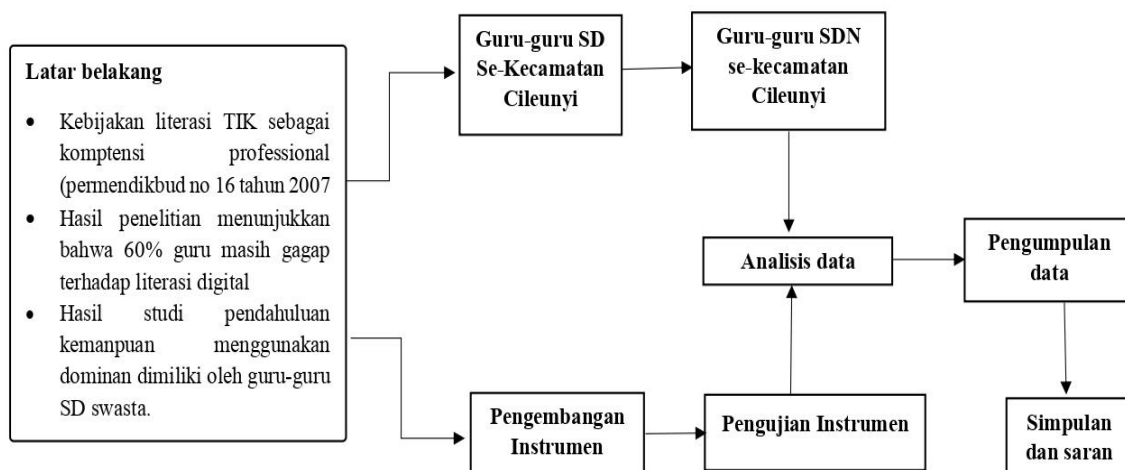 Latar belakang
• Kebijakan literasi TIK sebagai
komptensi professional
(permendikbud no 16 tahun 2007
• Hasil penelitian menunjukkan
bahwa 60% guru masih gagap
terhadap literasi digital
• Hasil studi pendahuluan
kemanpuan menggunakan
dominan dimiliki oleh guru-guru
SD swasta.
Guru-guru SD
Se-Kecamatan
Cileunyi
Guru-guru SDN
se-kecamatan
Cileunyi
Analisis data
Pengumpulan
data
Pengembangan
Instrumen
Pengujian Instrumen
Simpulan
dan saran